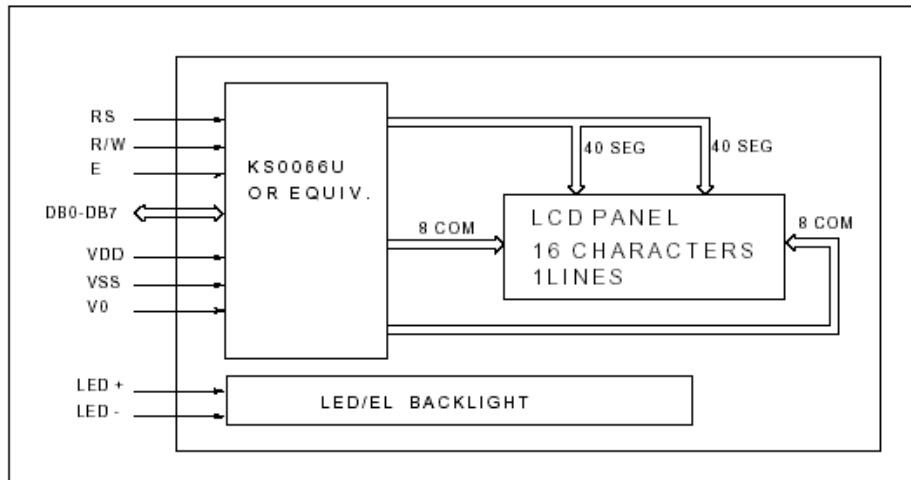 RS
R/W
E
DB0-DB7
VDD
VSS
V0
LED +
LED -
KS0066U
OR EQUIV.
40 SEG
40 SEG
8 COM
LCD PANEL
16 CHARACTERS
1LINES
8 COM
LED/EL BACKLIGHT